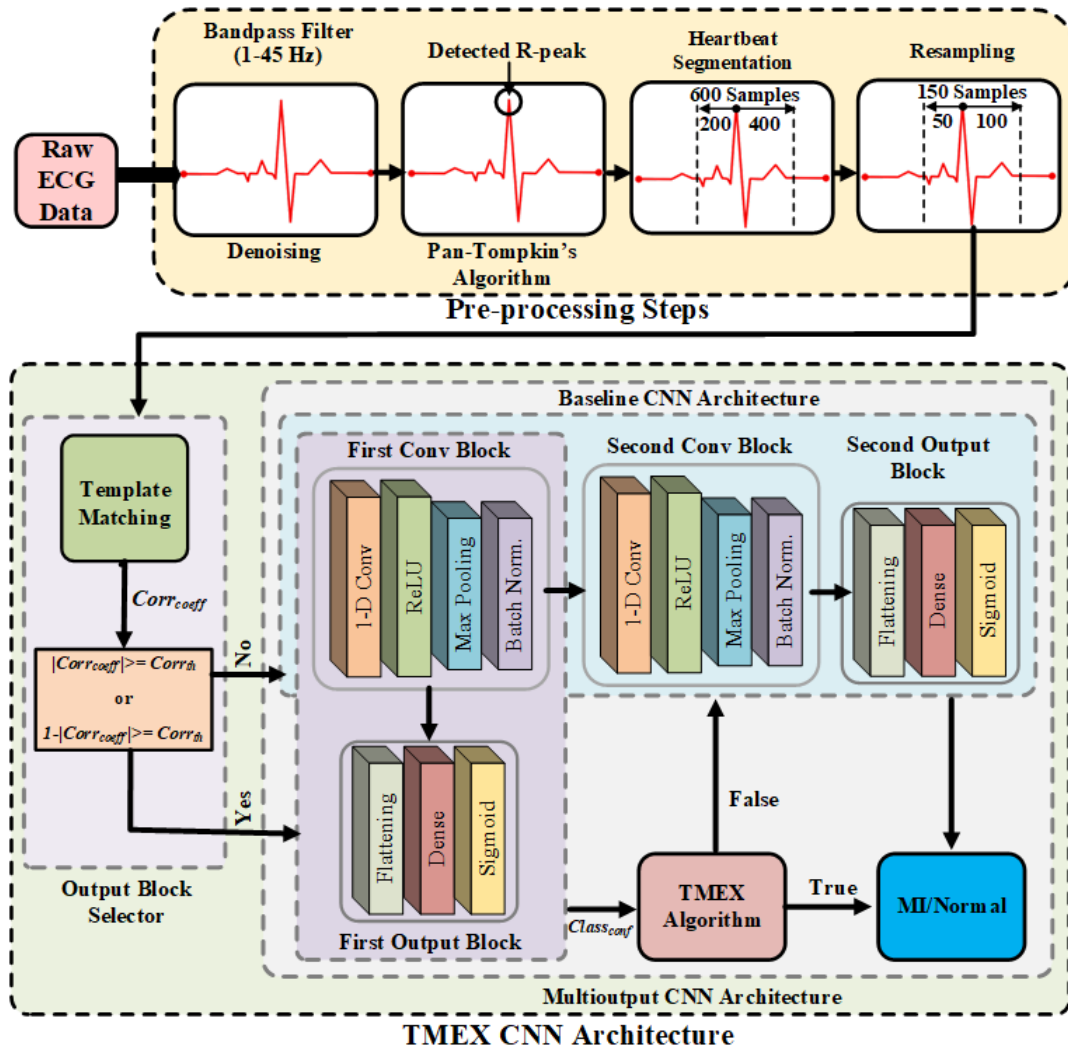 Bandpass Filter
(1-45 Hz)
Detected R-peak
Heartbeat
Segmentation
Resampling
600 Samples
200
400
150 Samples
50
100
Raw
ECG
Data
Denoising
Pan-Tompkin's
Algorithm
Pre-processing Steps
Baseline CNN Architecture
First Conv Block
Second Conv Block
Second Output
Block
Template
Matching
1-D Conv
ReLU
Max Pooling
Batch Norm.
1-D Conv
ReLU
Max Pooling
Batch Norm.
Flattening
Dense
Sigmoid
Corrcoeff
|Corrcoeff|>= Corrth
or
1-|Corrcoeff|>= Corrth
No
Yes
Flattening
Dense
Sigmoid
False
TMEX
Algorithm
True
MI/Normal
Output Block
Selector
Classconf
First Output Block
Multioutput CNN Architecture
TMEX CNN Architecture